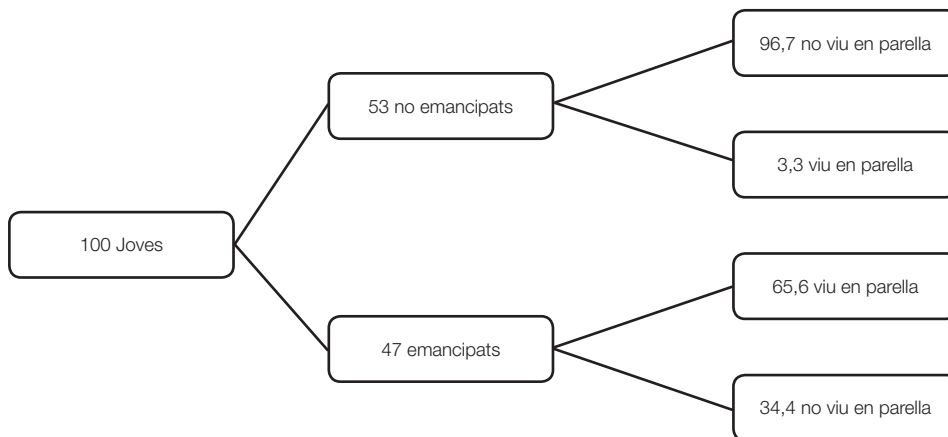 100 Joves
53 no emancipats
96,7 no viu en parella
3,3 viu en parella
47 emancipats
65,6 viu en parella
34,4 no viu en parella